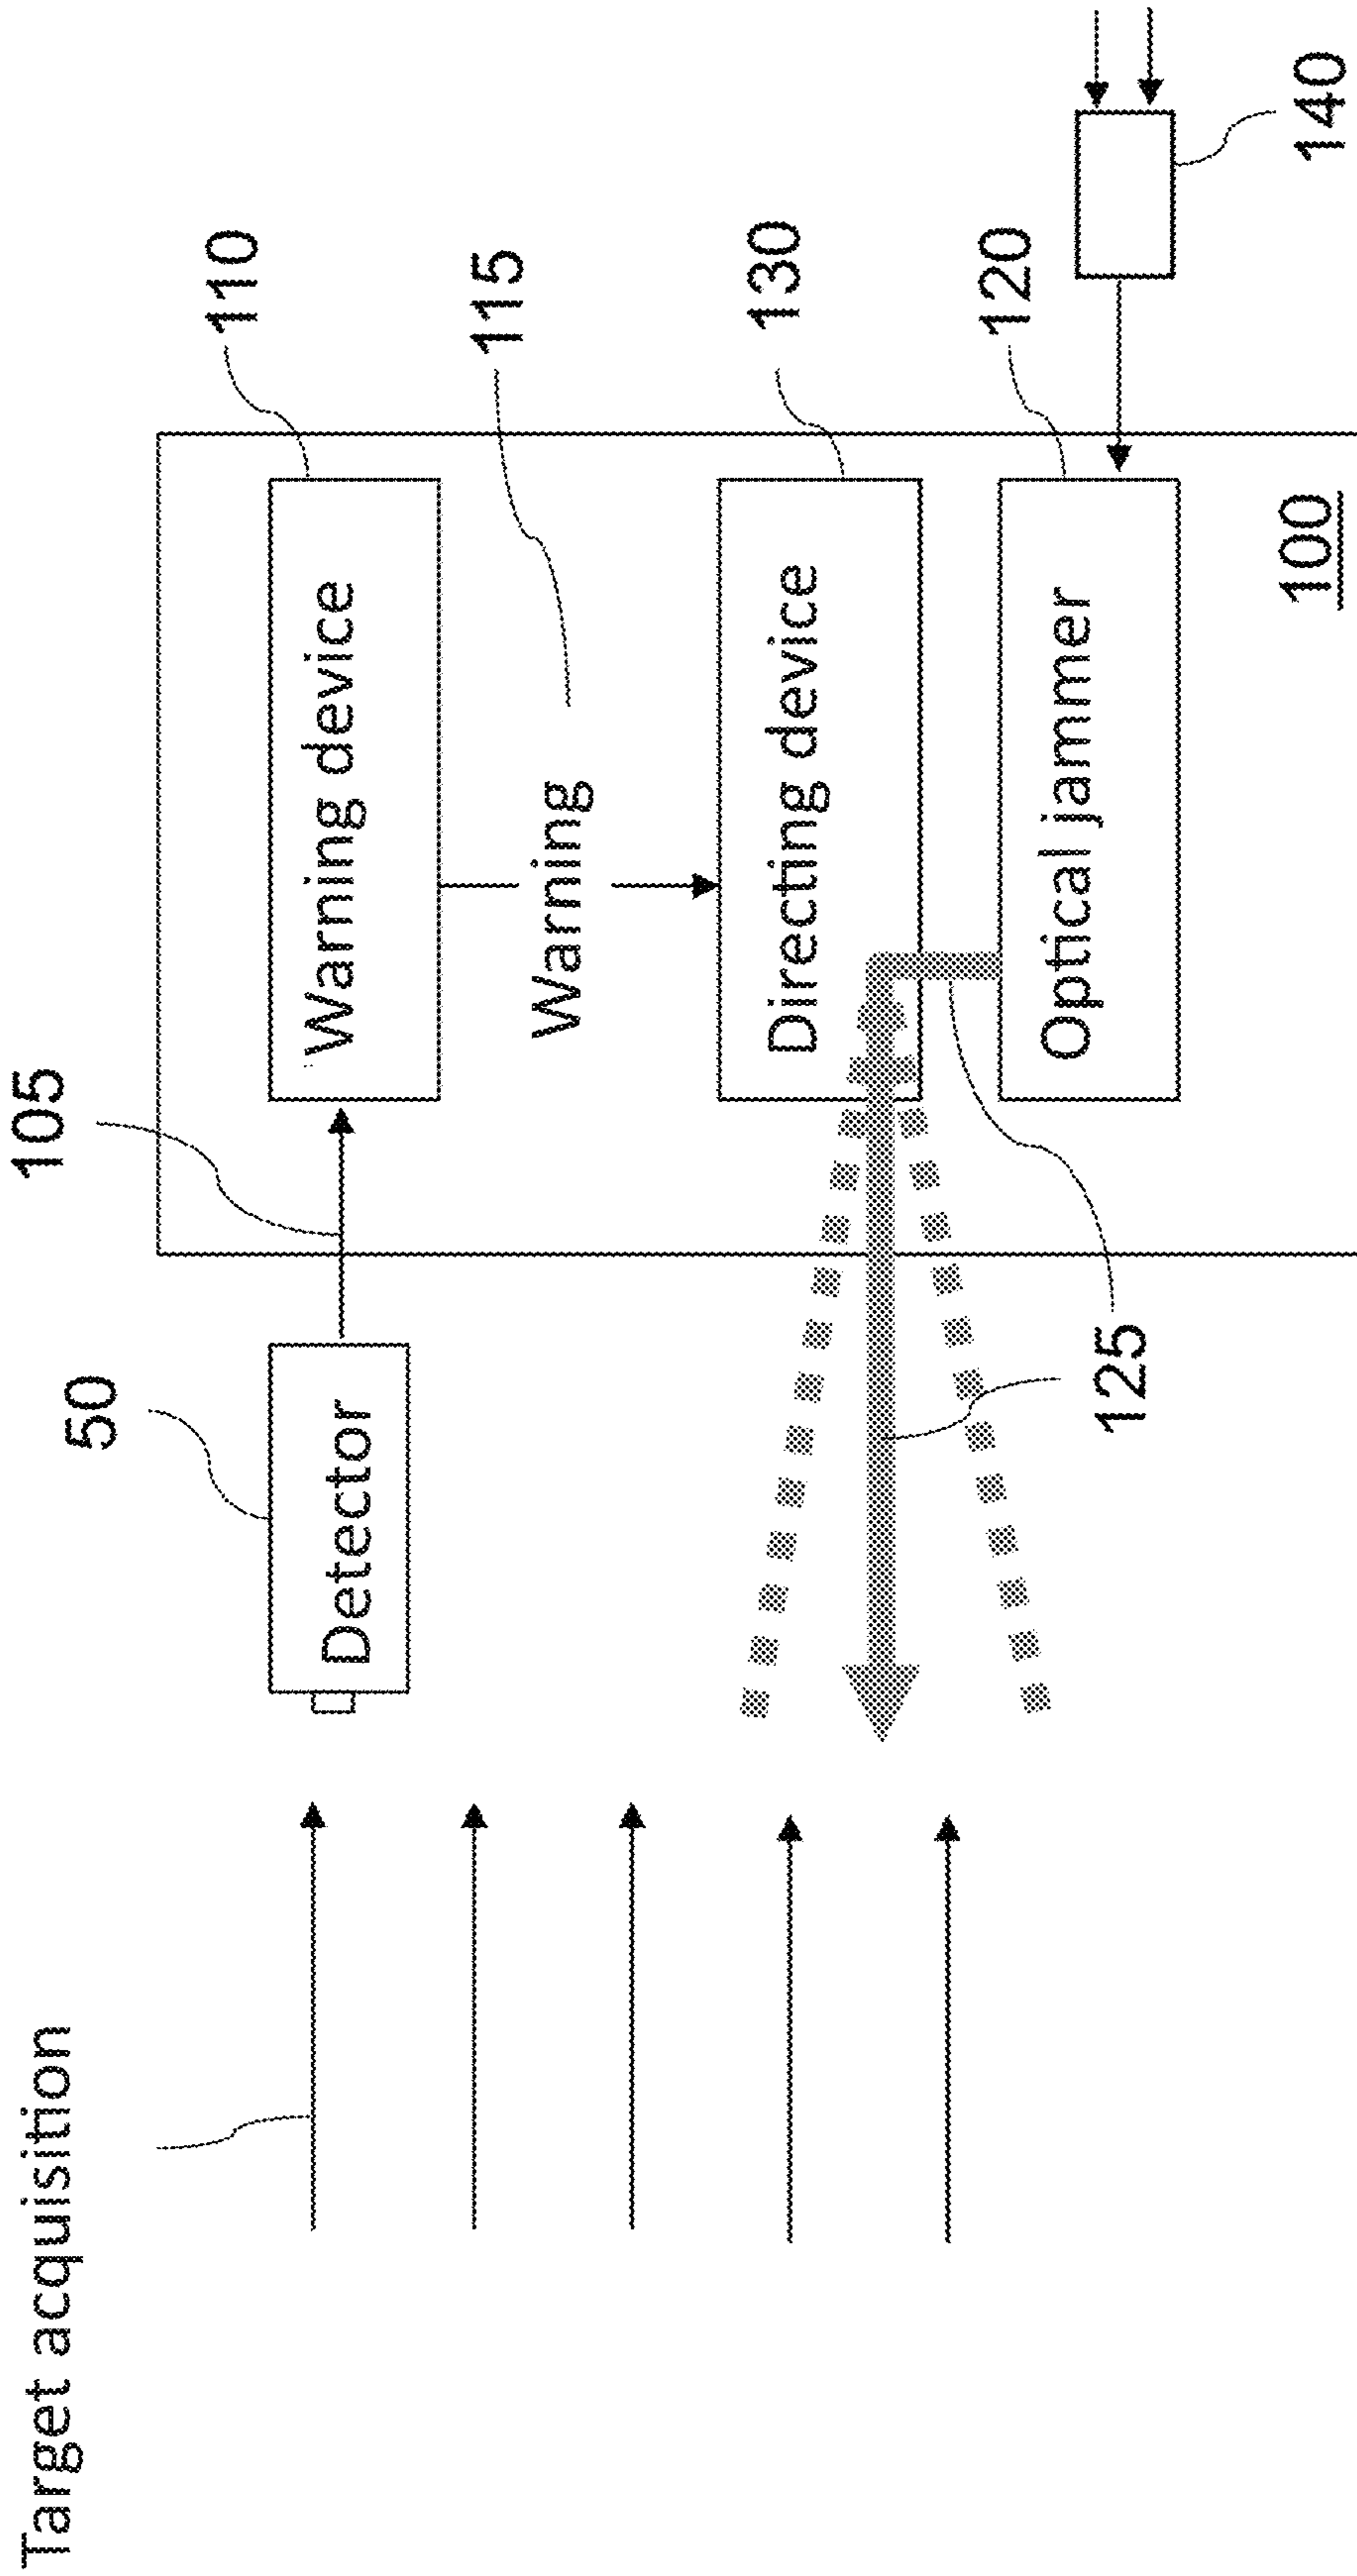 Target acquisition
50
105
Detector
Warning device
110
Warning
115
Directing device
130
Optical jammer
120
125
140
100